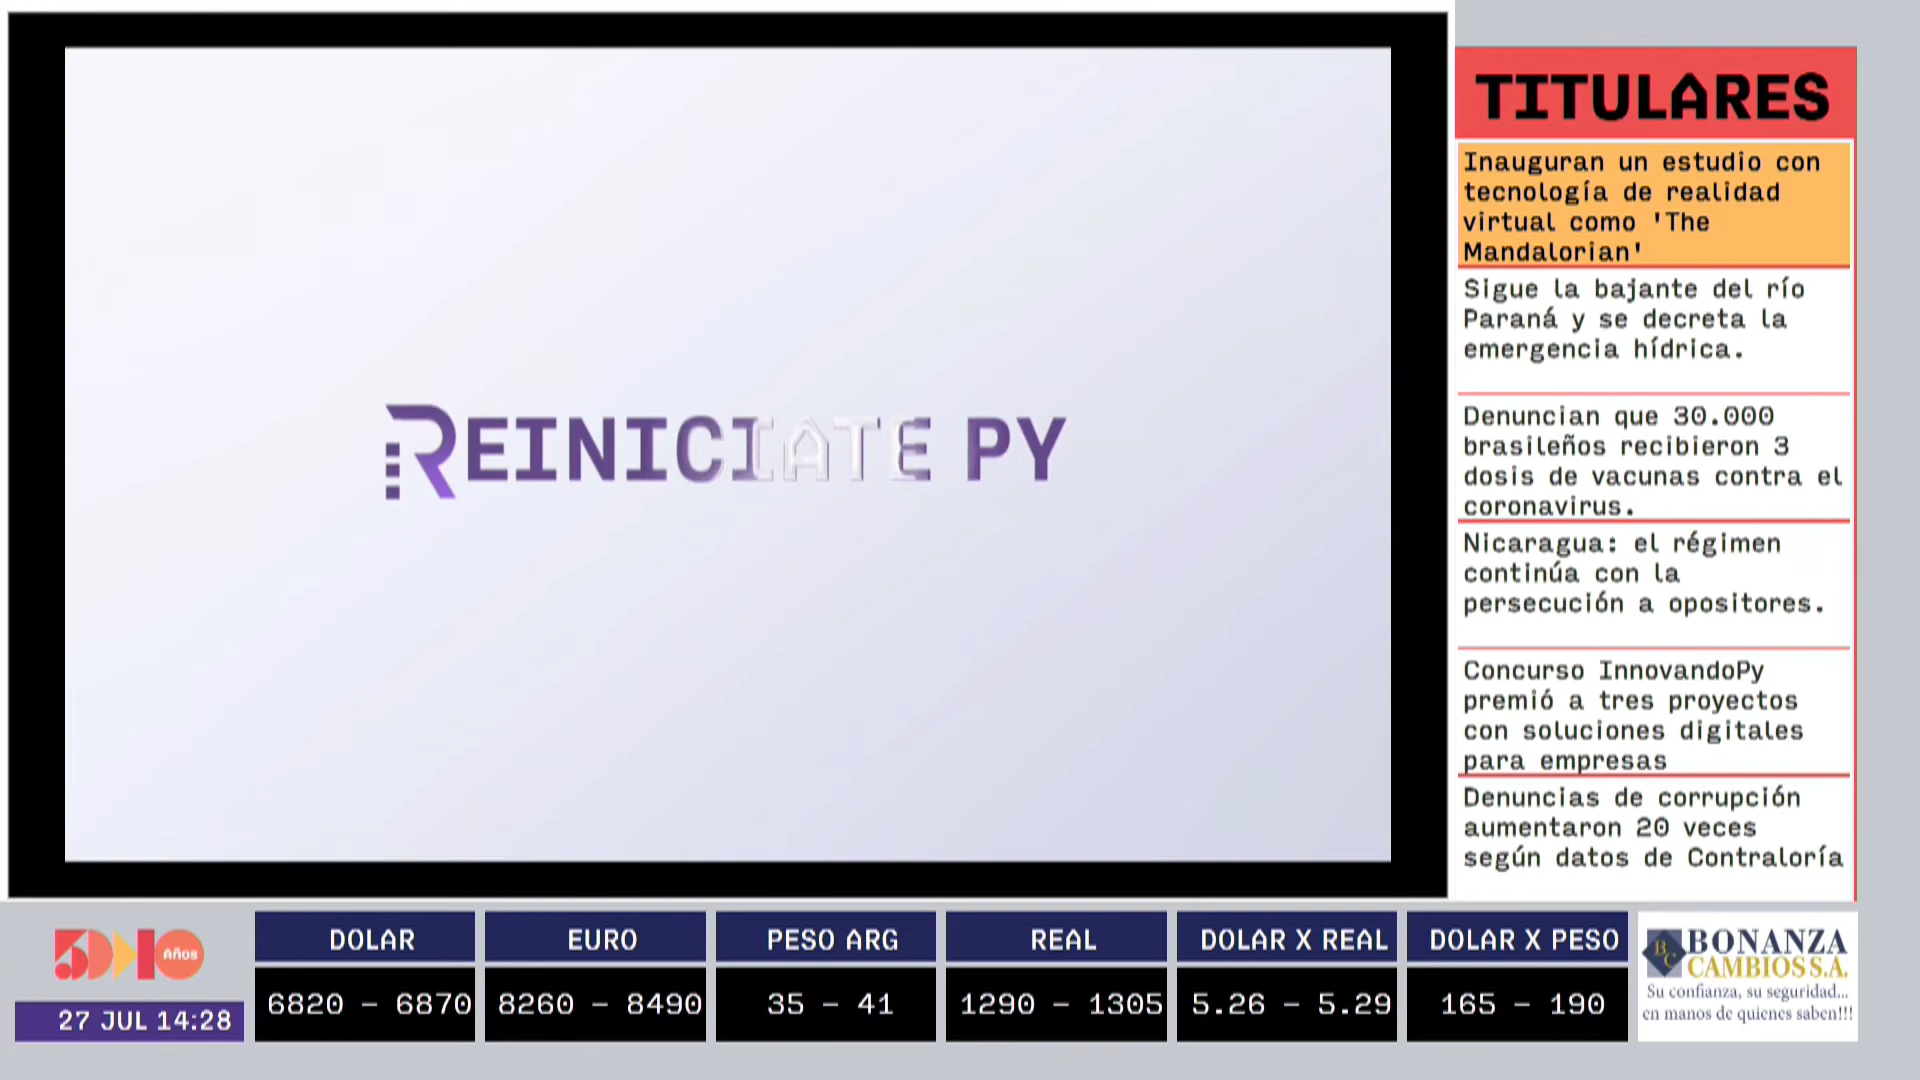 REINICIATE PY
TITULARES
Inauguran un estudio con
tecnología de realidad
virtual como 'The
Mandalorian'
Sigue la bajante del río
Paraná y se decreta la
emergencia hídrica.
Denuncian que 30.000
brasileños recibieron 3
dosis de vacunas contra el
coronavirus.
Nicaragua: el régimen
continúa con la
persecución a opositores.
Concurso InnovandoPy
premió a tres proyectos
con soluciones digitales
para empresas
Denuncias de corrupción
aumentaron 20 veces
según datos de Contraloría
Años
27 JUL 14:28
DOLAR
6820 - 6870
EURO
8260 - 8490
PESO ARG
35 - 41
REAL
1290 - 1305
DOLAR X REAL
5.26 - 5.29
DOLAR X PESO
165 - 190
BC
BONANZA
CAMBIOS S.A.
Su confianza, su seguridad...
en manos de quienes saben!!!